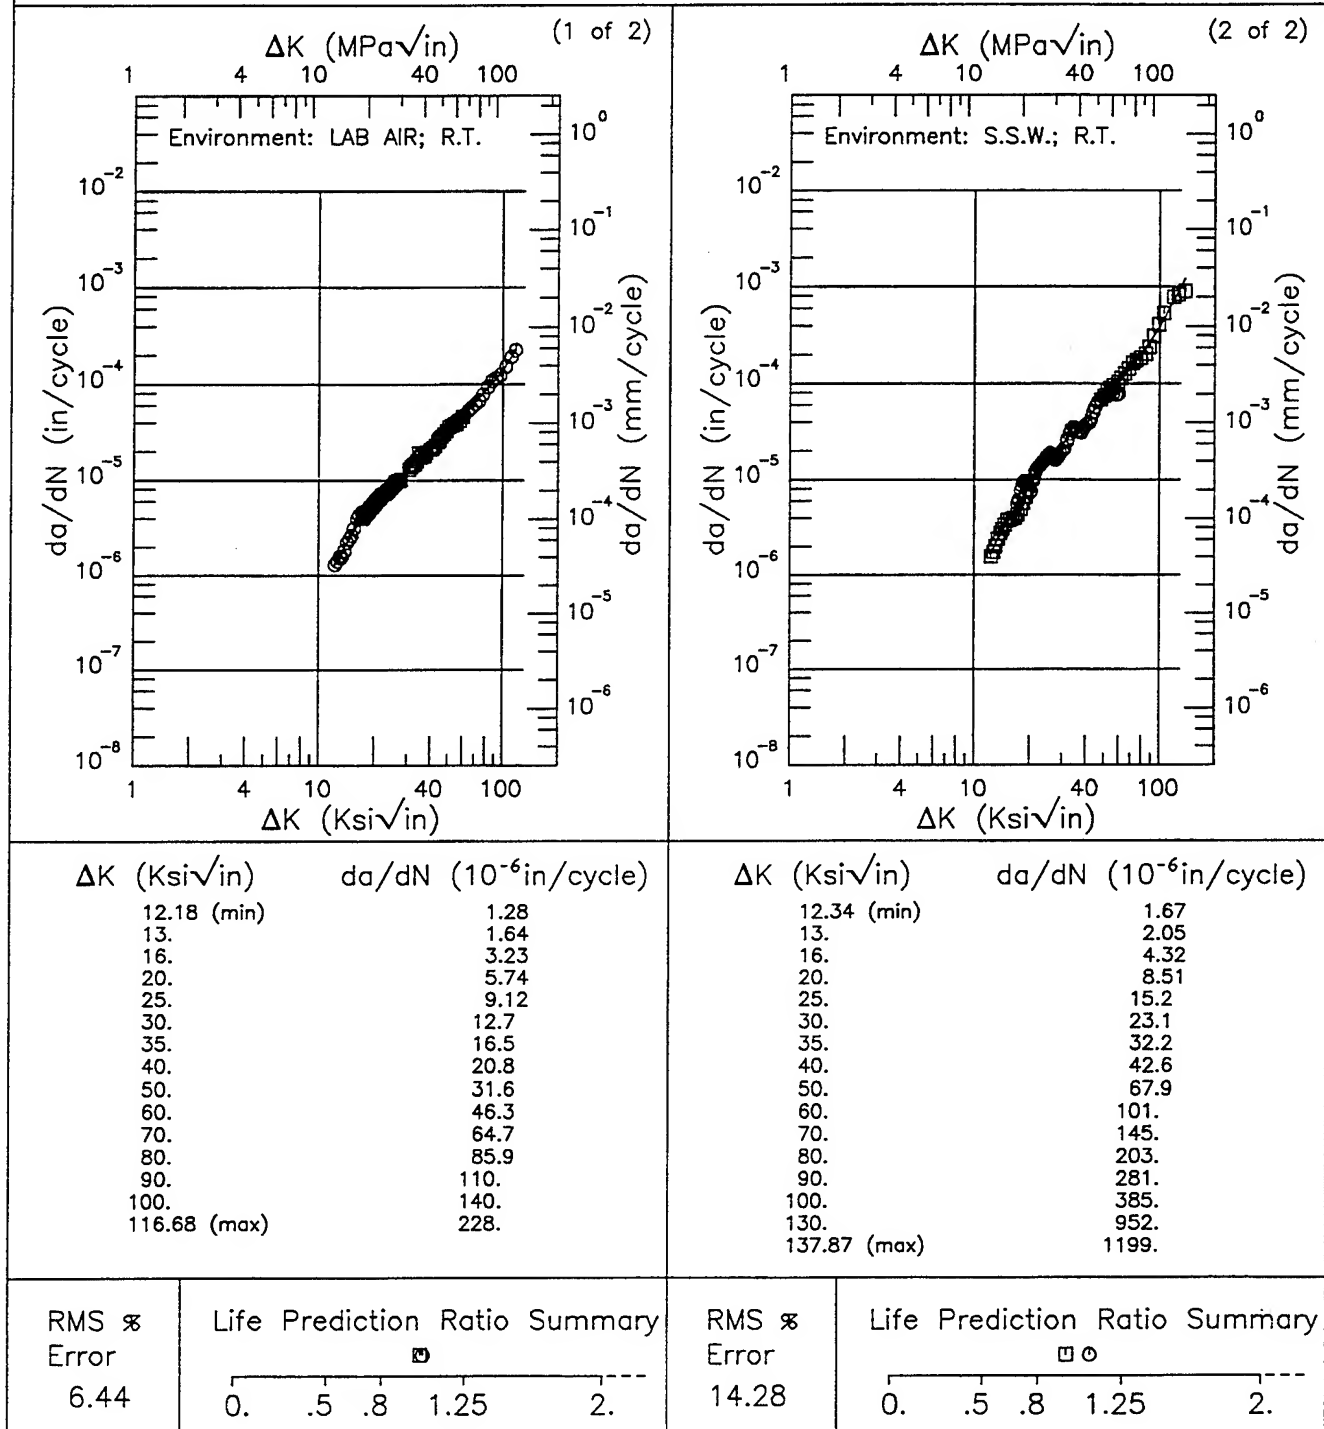 (1 of 2)
ΔK (MPa√in)
1 4 10 40 100
Environment: LAB AIR; R.T.
da/dN (in/cycle)
10⁻²
10⁻³
10⁻⁴
10⁻⁵
10⁻⁶
10⁻⁷
10⁻⁸
da/dN (mm/cycle)
10⁰
10⁻¹
10⁻²
10⁻³
10⁻⁴
10⁻⁵
10⁻⁶
1 4 10 40 100
ΔK (Ksi√in)
(2 of 2)
ΔK (MPa√in)
1 4 10 40 100
Environment: S.S.W.; R.T.
da/dN (in/cycle)
10⁻²
10⁻³
10⁻⁴
10⁻⁵
10⁻⁶
10⁻⁷
10⁻⁸
da/dN (mm/cycle)
10⁰
10⁻¹
10⁻²
10⁻³
10⁻⁴
10⁻⁵
10⁻⁶
1 4 10 40 100
ΔK (Ksi√in)
ΔK (Ksi√in) da/dN (10⁻⁶in/cycle)
12.18 (min) 1.28
13. 1.64
16. 3.23
20. 5.74
25. 9.12
30. 12.7
35. 16.5
40. 20.8
50. 31.6
60. 46.3
70. 64.7
80. 85.9
90. 110.
100. 140.
116.68 (max) 228.
ΔK (Ksi√in) da/dN (10⁻⁶in/cycle)
12.34 (min) 1.67
13. 2.05
16. 4.32
20. 8.51
25. 15.2
30. 23.1
35. 32.2
40. 42.6
50. 67.9
60. 101.
70. 145.
80. 203.
90. 281.
100. 385.
130. 952.
137.87 (max) 1199.
RMS %
Error
6.44
Life Prediction Ratio Summary
0. .5 .8 1.25 2.
RMS %
Error
14.28
Life Prediction Ratio Summary
0. .5 .8 1.25 2.